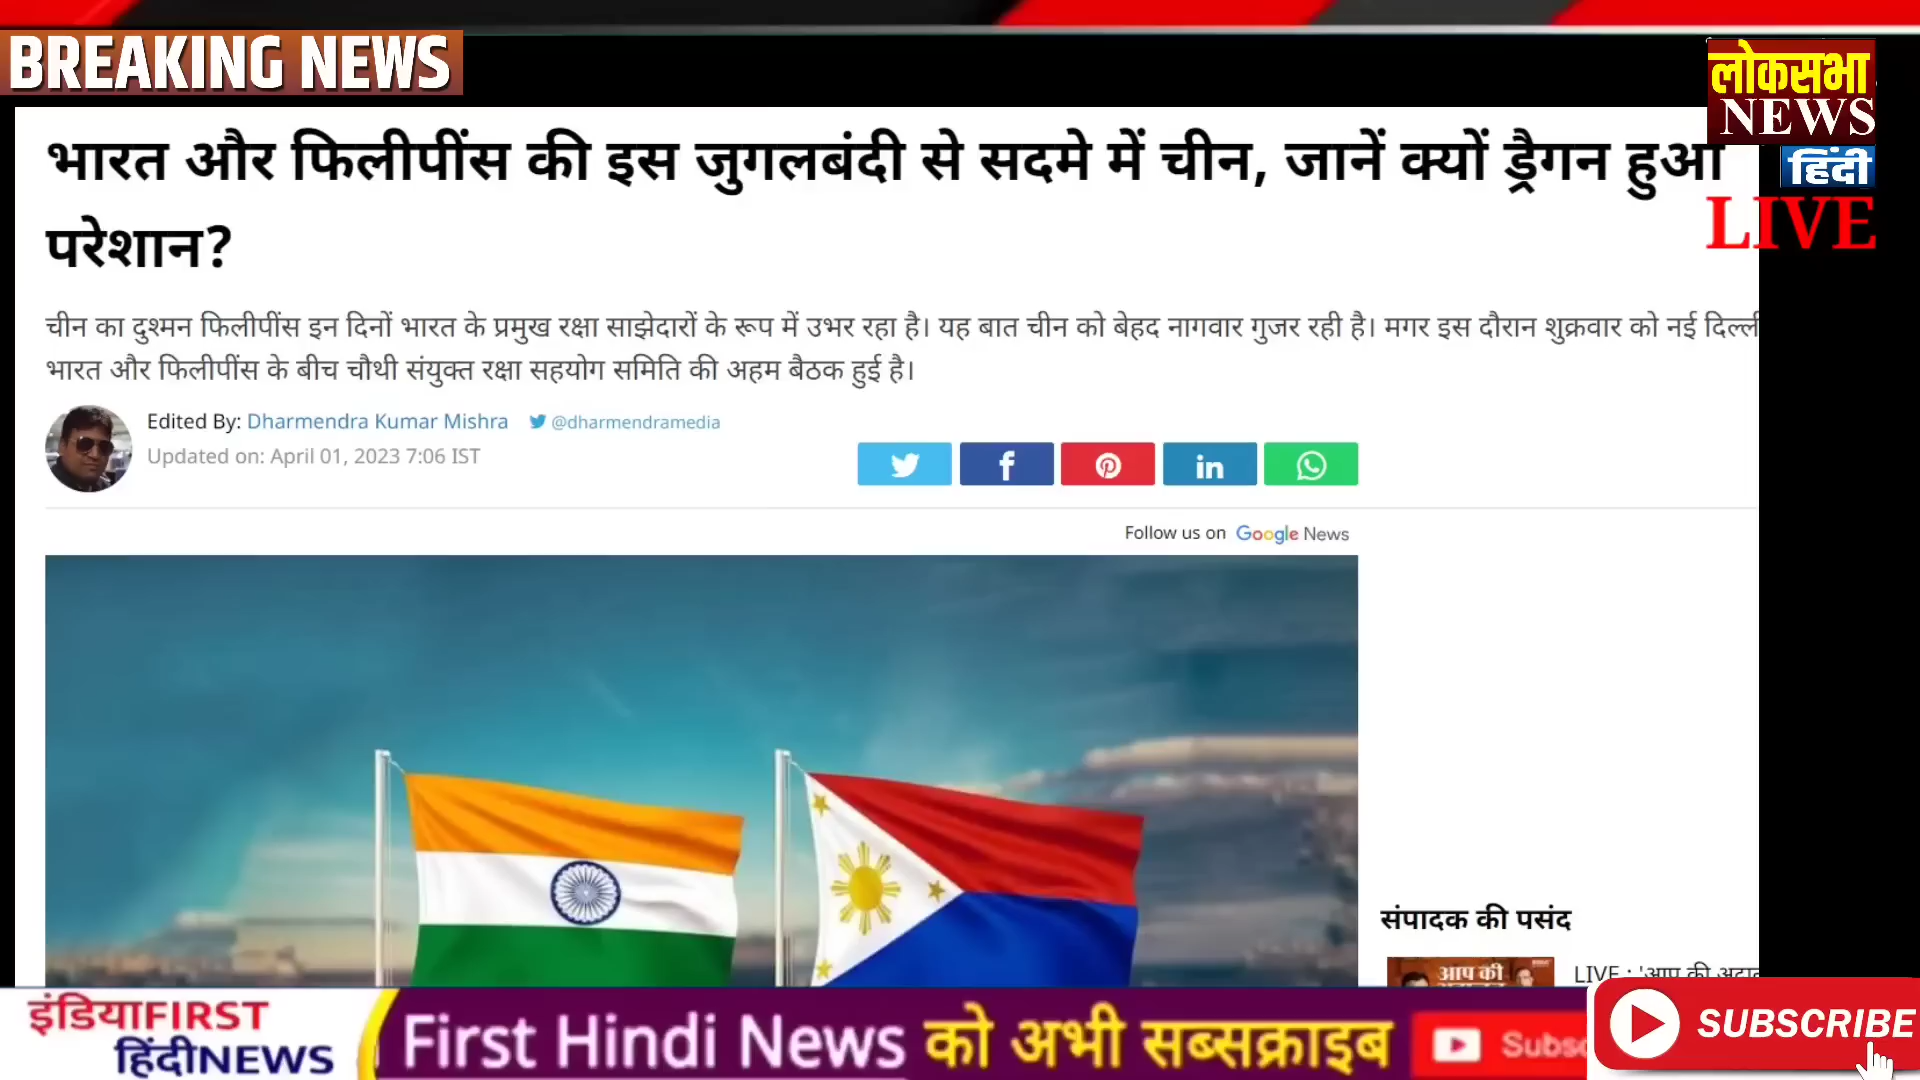 BREAKING NEWS
लोकसभा
NEWS
हिंदी
LIVE
भारत और फिलीपींस की इस जुगलबंदी से सदमे में चीन, जानें क्यों ड्रैगन हुआ
परेशान?
चीन का दुश्मन फिलीपींस इन दिनों भारत के प्रमुख रक्षा साझेदारों के रूप में उभर रहा है। यह बात चीन को बेहद नागवार गुजर रही है। मगर इस दौरान शुक्रवार को नई दिल्ली
भारत और फिलीपींस के बीच चौथी संयुक्त रक्षा सहयोग समिति की अहम बैठक हुई है।
Edited By: Dharmendra Kumar Mishra @dharmendramedia
Updated on: April 01, 2023 7:06 IST
Follow us on Google News
संपादक की पसंद
आप की
LIVE : 'आप की
इंडियाFIRST
हिंदीNEWS
First Hindi News को अभी सब्सक्राइब
SUBSCRIBE